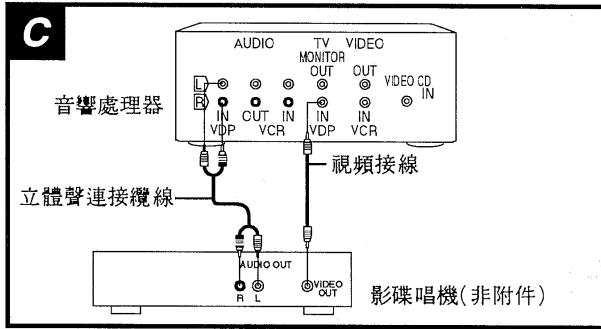 C
AUDIO TV VIDEO
MONITOR
OUT OUT VIDEO CD
IN
L
R
音響處理器
IN OUT IN IN IN
VDP VCR VDP VCR
視頻接線
立體聲連接纜線
AUDIO OUT
R L
VIDEO
OUT
影碟唱機(非附件)